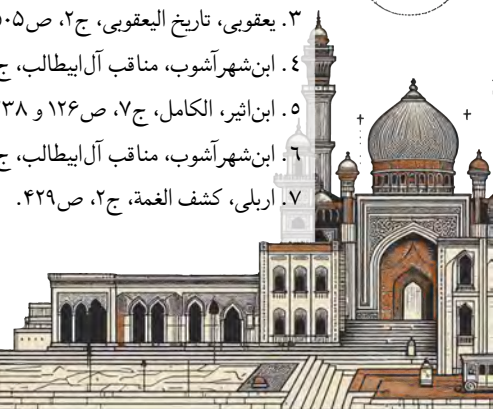 ۳. یعقوبی، تاریخ الیعقوبی، ج۲، ص۵۰۵
٤. ابن‌شهرآشوب، مناقب آل‌ابیطالب، ج
۵. ابن‌اثیر، الکامل، ج۷، ص۱۲۶ و ۳۸
٦. ابن‌شهرآشوب، مناقب آل‌ابیطالب، ج
۷. اربلی، کشف الغمة، ج۲، ص۴۲۹.